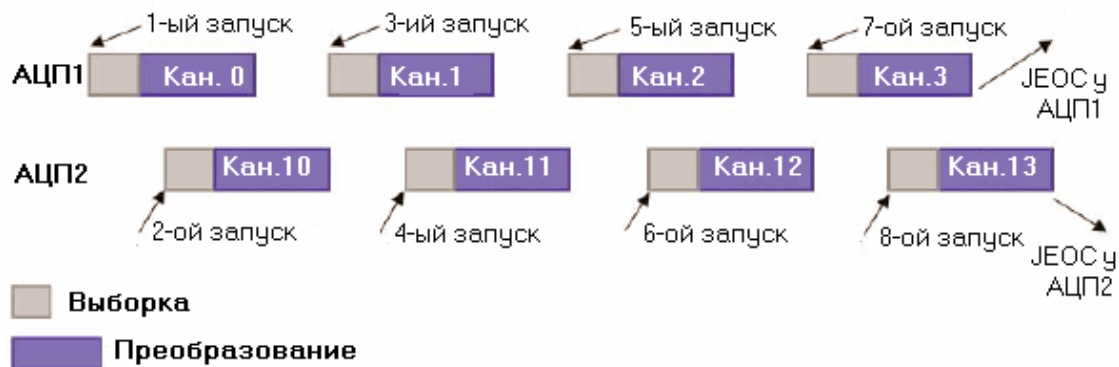 1-ый запуск 3-ий запуск 5-ый запуск 7-ой запуск
АЦП1 Кан. 0 Кан.1 Кан.2 Кан.3
JEOC у
АЦП1
АЦП2 Кан.10 Кан.11 Кан.12 Кан.13
2-ой запуск 4-ый запуск 6-ой запуск 8-ой запуск
JEOC у
АЦП2
Выборка
Преобразование